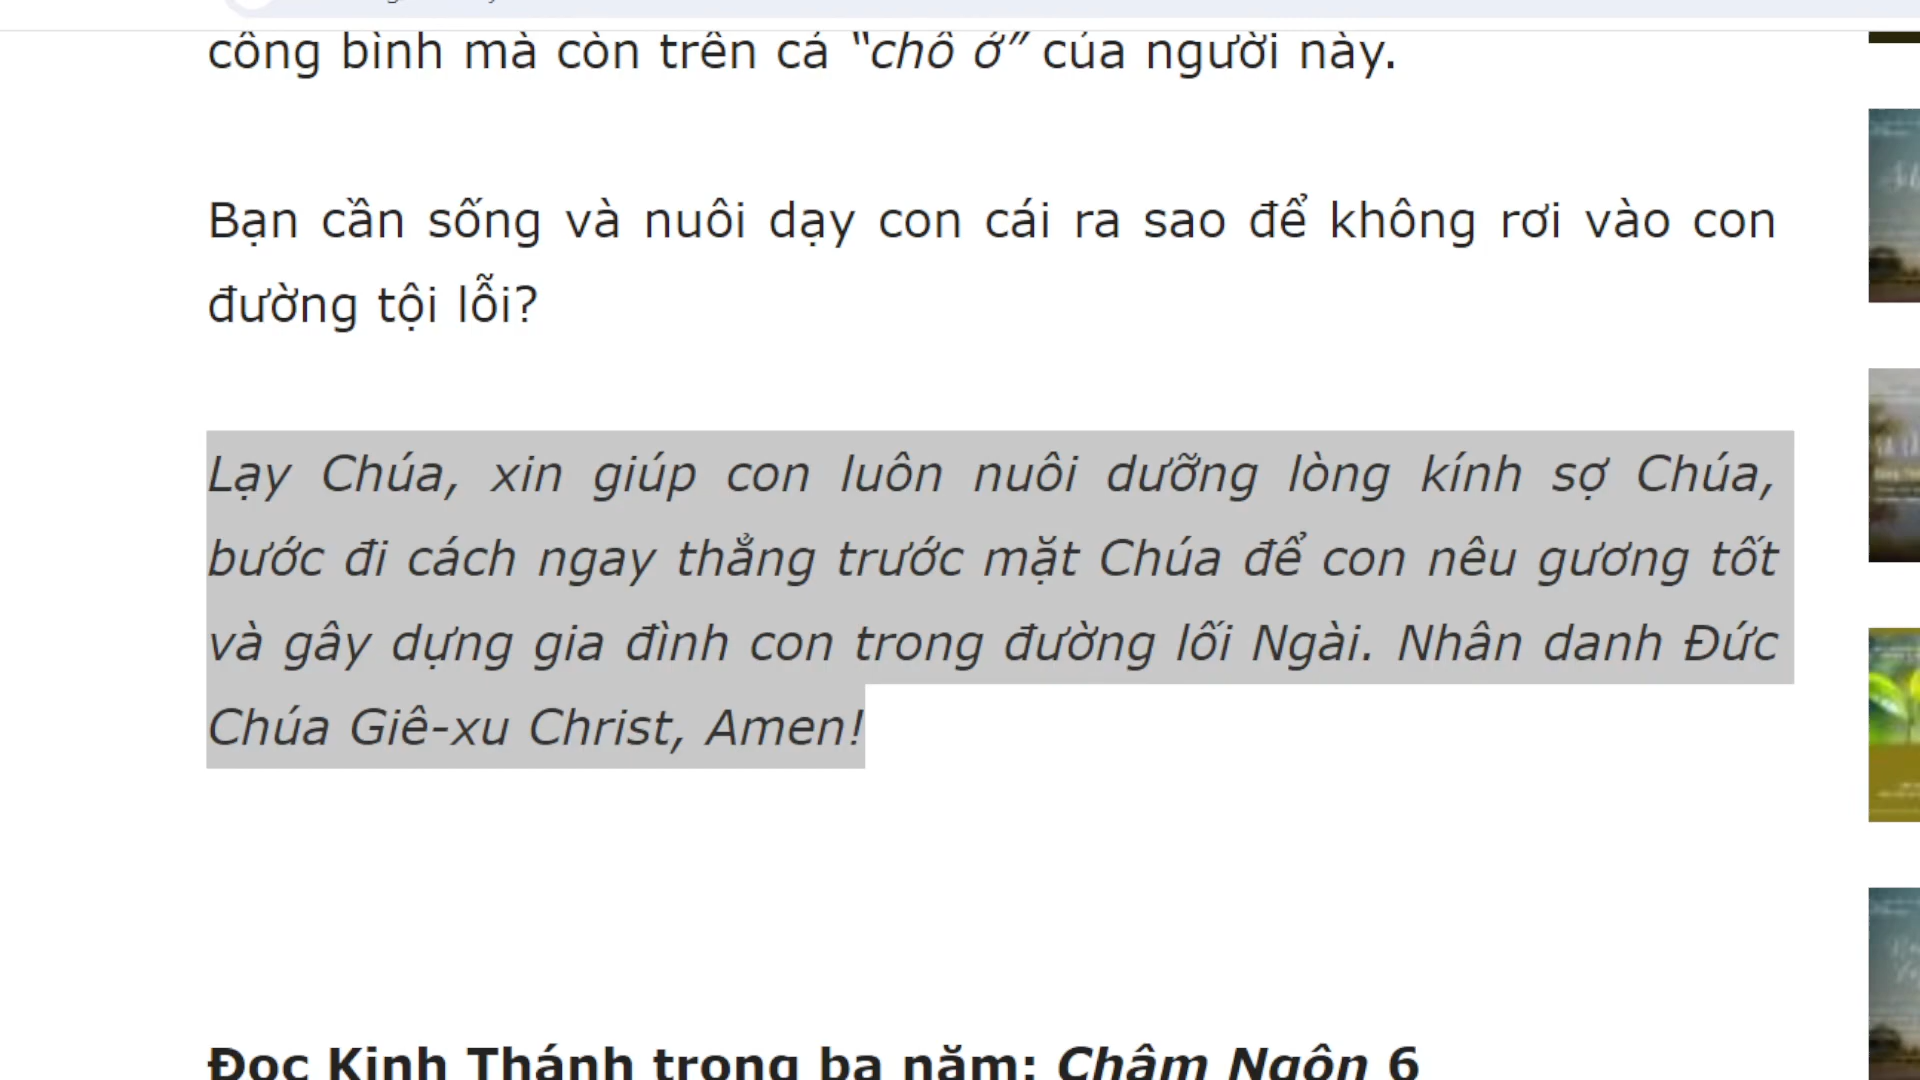 công bình mà còn trên cả “chỗ ở” của người này.
Bạn cần sống và nuôi dạy con cái ra sao để không rơi vào con
đường tội lỗi?
Lạy Chúa, xin giúp con luôn nuôi dưỡng lòng kính sợ Chúa,
bước đi cách ngay thẳng trước mặt Chúa để con nêu gương tốt
và gây dựng gia đình con trong đường lối Ngài. Nhân danh Đức
Chúa Giê-xu Christ, Amen!
Đọc Kinh Thánh trong ba năm: Châm Ngôn 6